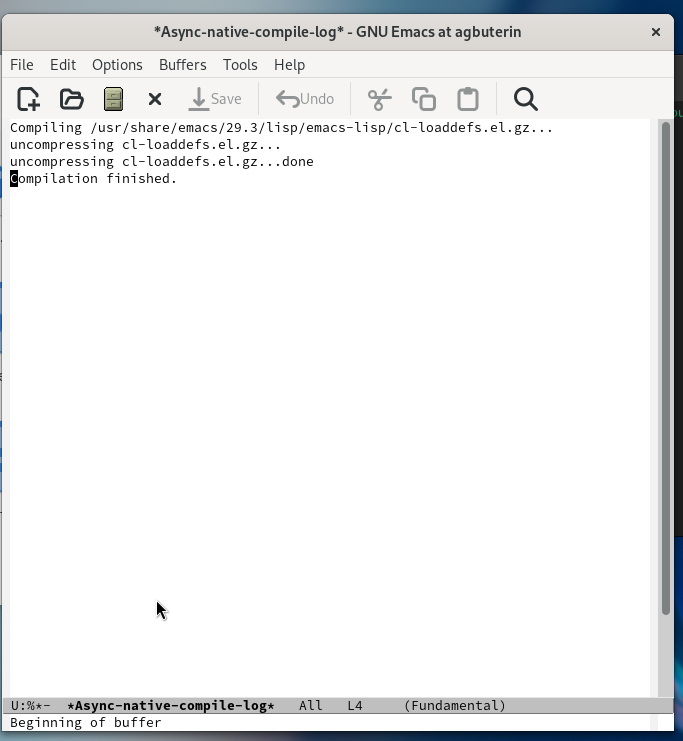 *Async-native-compile-log* - GNU Emacs at agbuterin
File Edit Options Buffers Tools Help
Save Undo
Compiling /usr/share/emacs/29.3/lisp/emacs-lisp/cl-loaddefs.el.gz...
uncompressing cl-loaddefs.el.gz...
uncompressing cl-loaddefs.el.gz...done
Compilation finished.
U:%*-  *Async-native-compile-log*   All   L4     (Fundamental)
Beginning of buffer